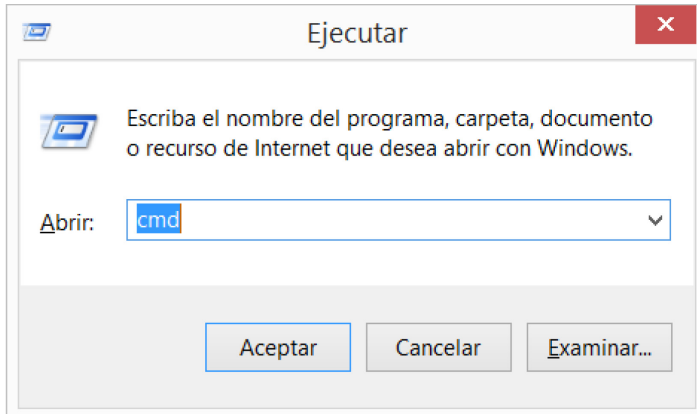 Ejecutar
Escriba el nombre del programa, carpeta, documento
o recurso de Internet que desea abrir con Windows.
Abrir: cmd
Aceptar Cancelar Examinar...